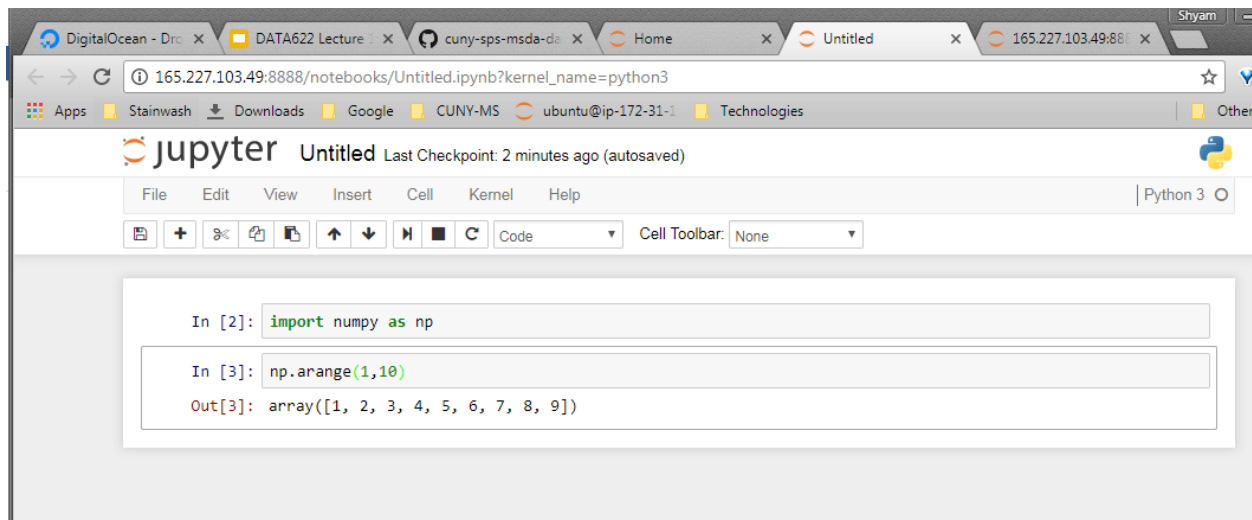 Shyam
DigitalOcean - Dro
DATA622 Lecture 1
cuny-sps-msda-da
Home
Untitled
165.227.103.49:888
165.227.103.49:8888/notebooks/Untitled.ipynb?kernel_name=python3
Apps Stainwash Downloads Google CUNY-MS ubuntu@ip-172-31-1 Technologies Other
jupyter Untitled Last Checkpoint: 2 minutes ago (autosaved)
File Edit View Insert Cell Kernel Help Python 3
Code Cell Toolbar: None
In [2]: import numpy as np
In [3]: np.arange(1,10)
Out[3]: array([1, 2, 3, 4, 5, 6, 7, 8, 9])